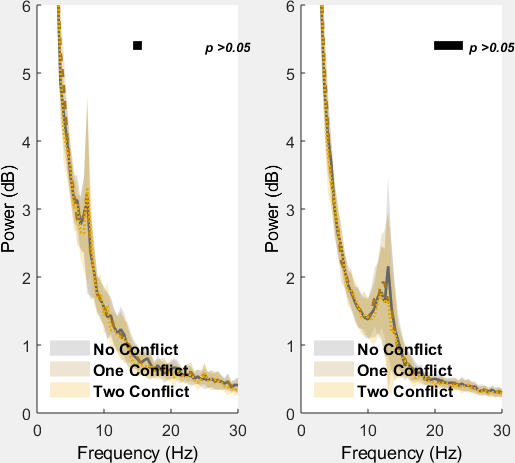 6
5
4
3
2
1
0
Power (dB)
p >0.05
No Conflict
One Conflict
Two Conflict
0
10
20
30
Frequency (Hz)
6
5
4
3
2
1
0
Power (dB)
p >0.05
No Conflict
One Conflict
Two Conflict
0
10
20
30
Frequency (Hz)